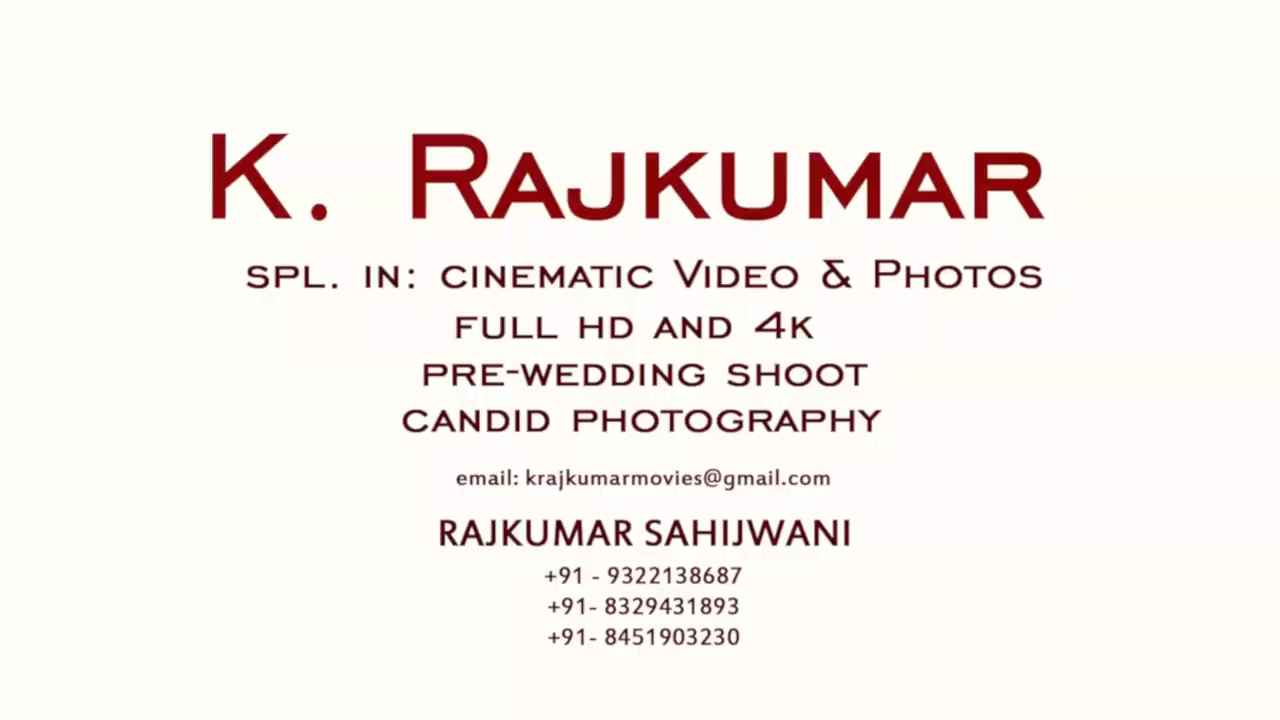 K. RAJKUMAR
SPL. IN: CINEMATIC VIDEO & PHOTOS
FULL HD AND 4K
PRE-WEDDING SHOOT
CANDID PHOTOGRAPHY
email: krajkumarmovies@gmail.com
RAJKUMAR SAHIJWANI
+91 - 9322138687
+91- 8329431893
+91- 8451903230